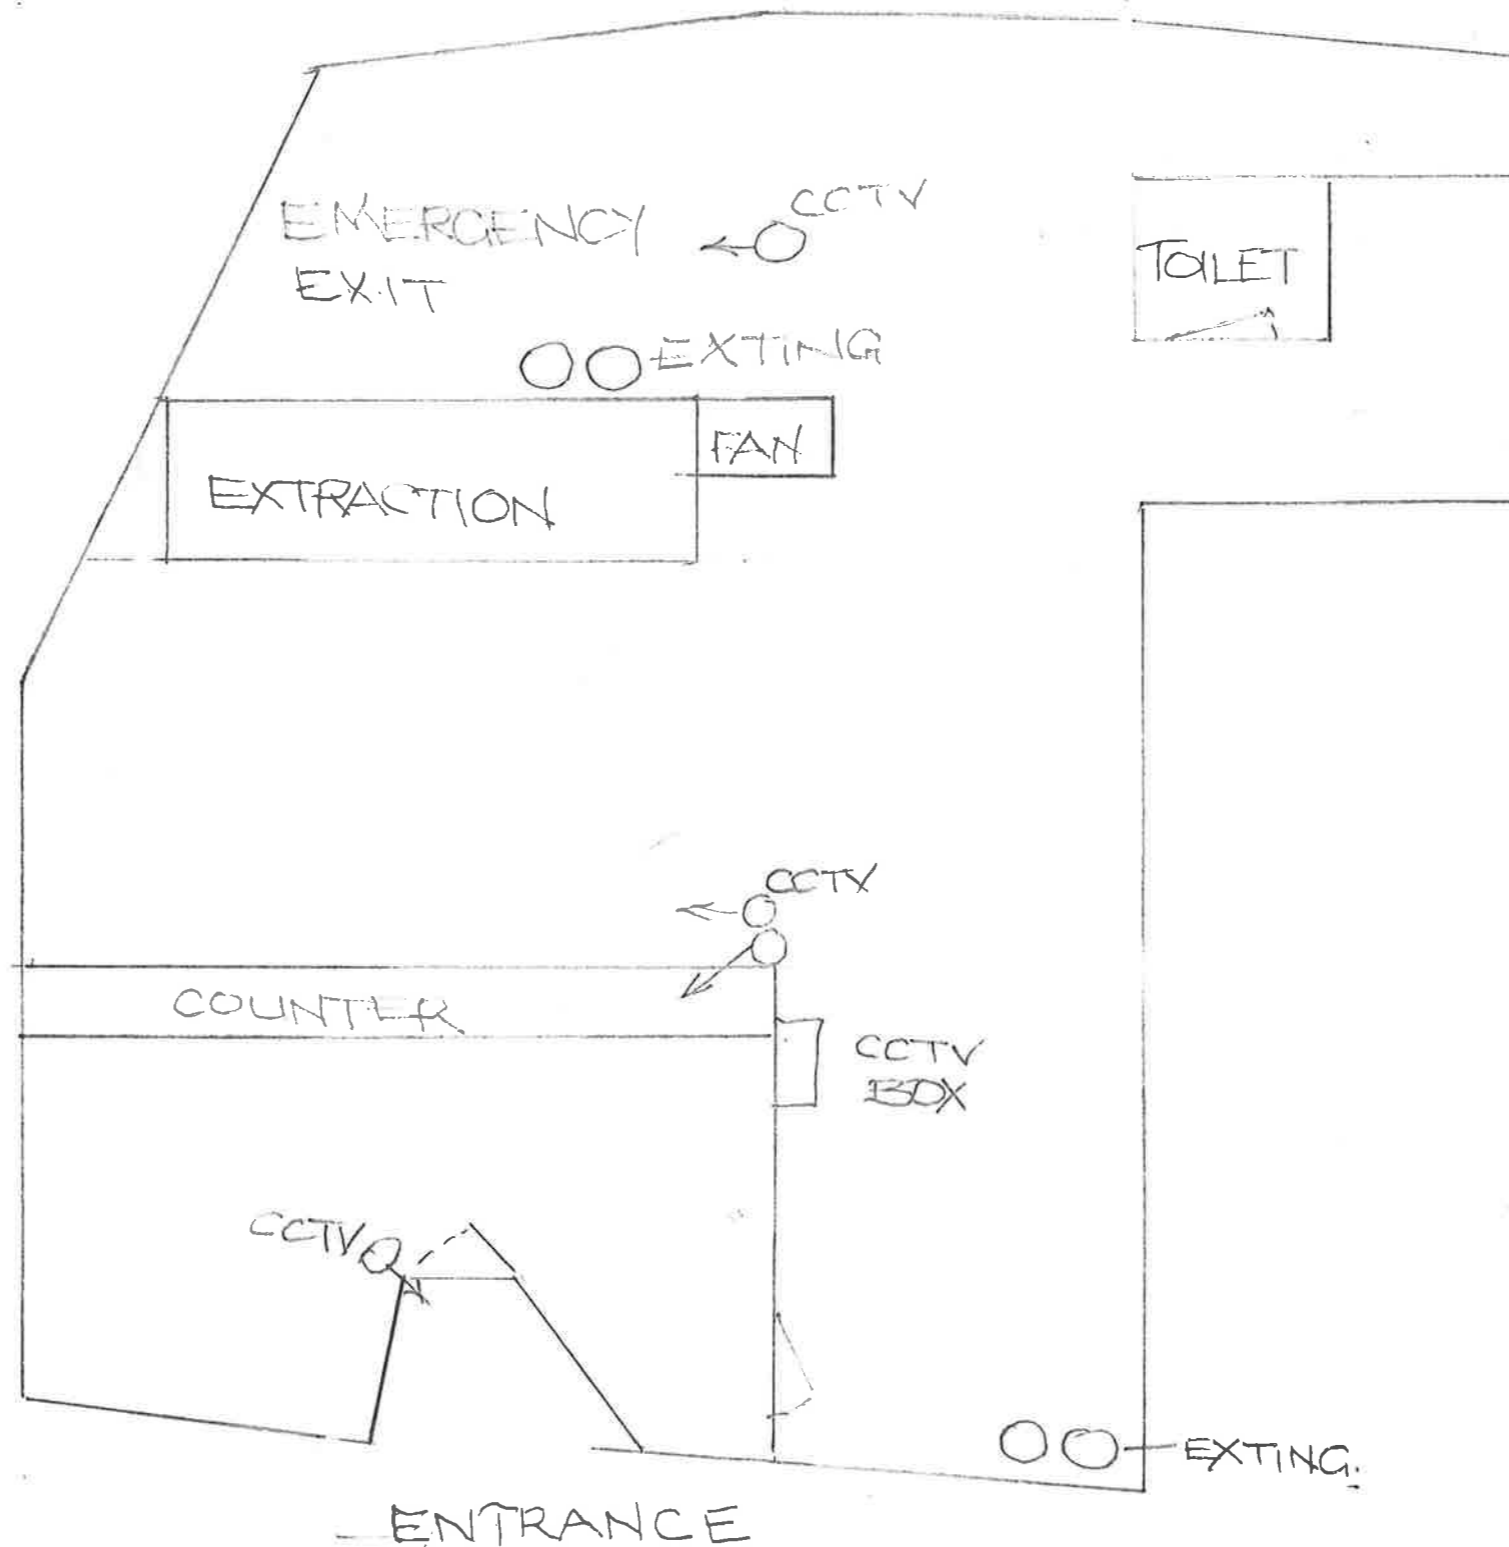 CCTV
EMERGENCY
EXIT
TOILET
EXTING
FAN
EXTRACTION
CCTV
COUNTER
CCTV
BOX
CCTV
EXTING.
ENTRANCE